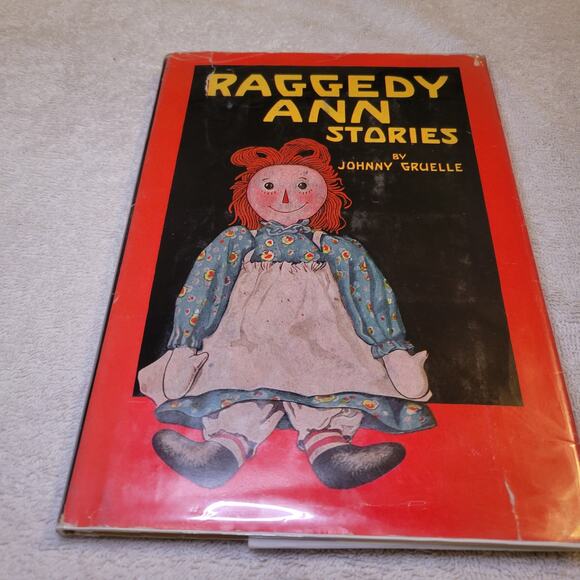 RAGGEDY
ANN
STORIES
BY
JOHNNY GRUELLE